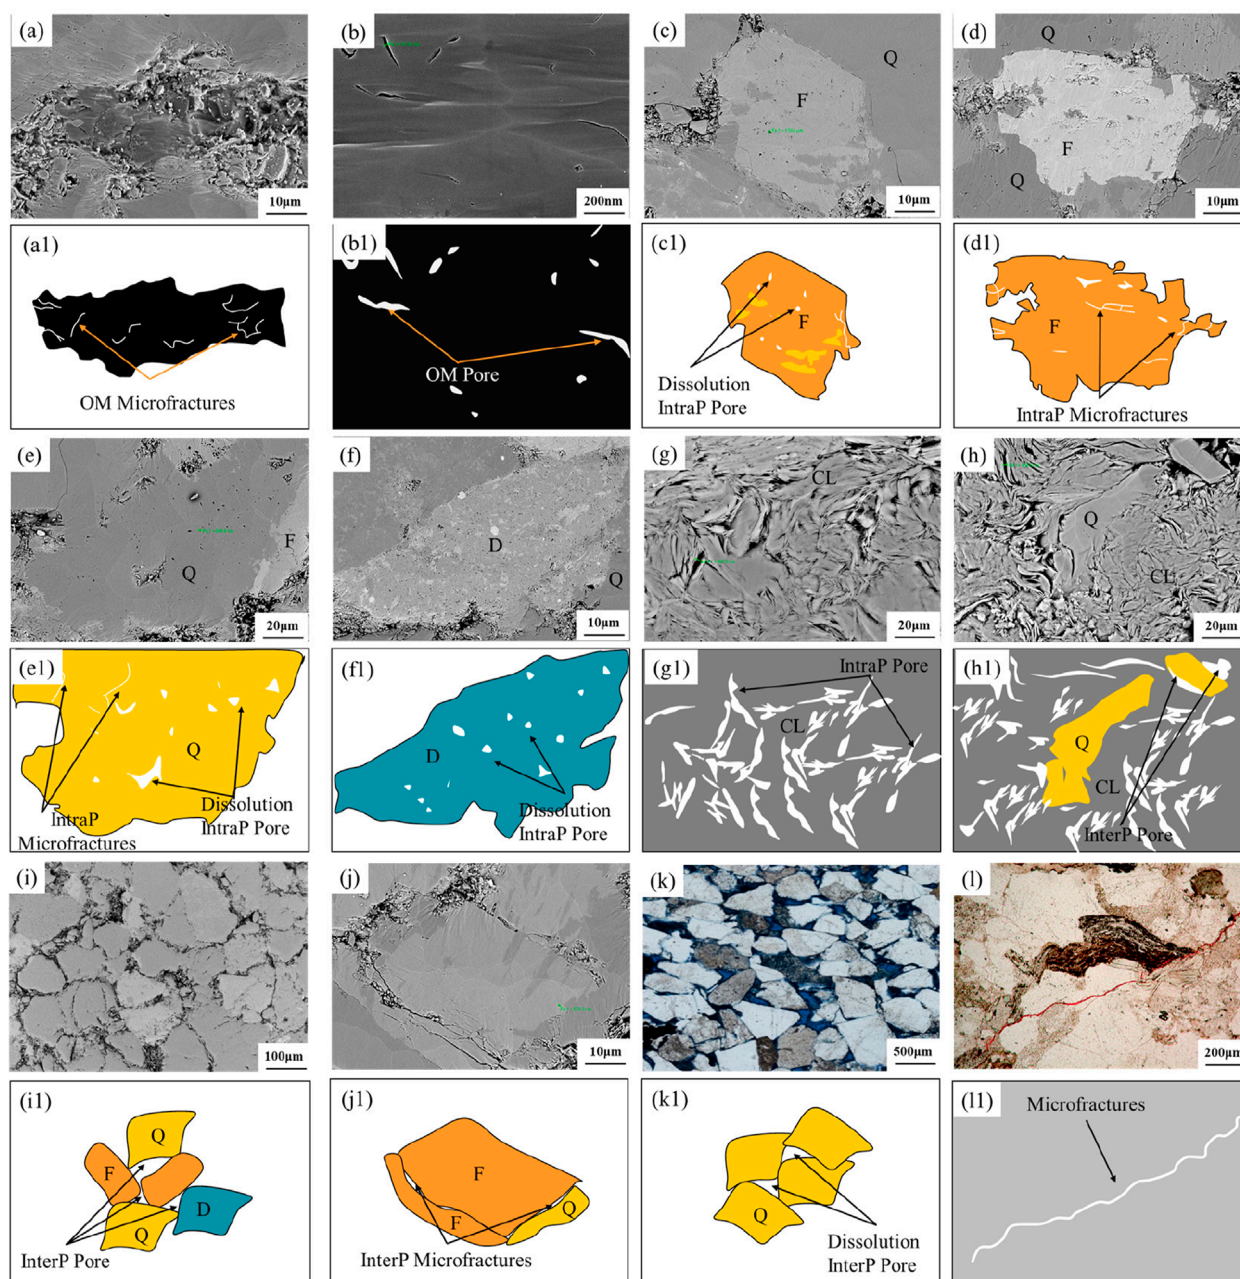 (a)
10μm
(b)
200nm
(c)
Q
F
10μm
(d)
Q
F
Q
10μm
(a1)
OM Microfractures
(b1)
OM Pore
(c1)
F
Dissolution
IntraP Pore
(d1)
F
IntraP Microfractures
(e)
F
Q
20μm
(f)
D
Q
10μm
(g)
CL
20μm
(h)
Q
CL
20μm
(e1)
Q
IntraP
Microfractures
Dissolution
IntraP Pore
(f1)
D
Dissolution
IntraP Pore
(g1)
IntraP Pore
CL
(h1)
Q
CL
InterP
Pore
(i)
100μm
(j)
10μm
(k)
500μm
(l)
200μm
(i1)
Q
F
D
Q
InterP Pore
(j1)
F
Q
F
InterP Microfractures
(k1)
Q
Dissolution
InterP Pore
(l1)
Microfractures